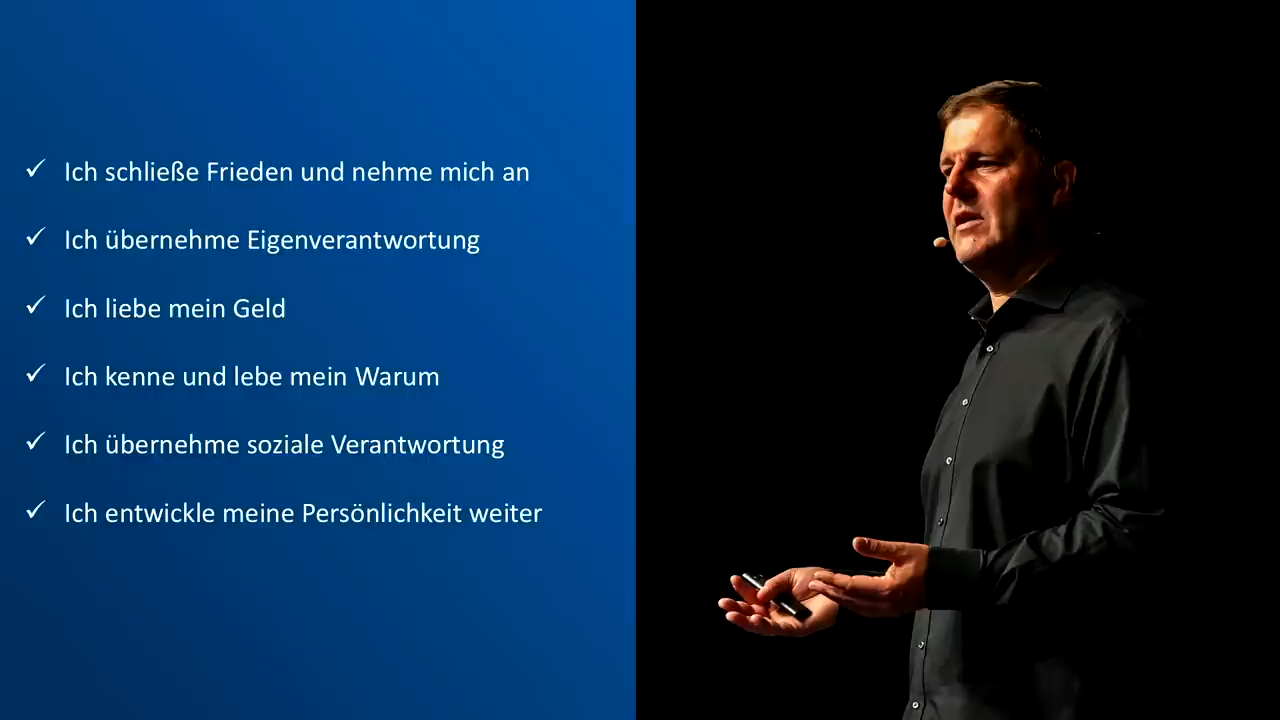 ✓ Ich schließe Frieden und nehme mich an
✓ Ich übernehme Eigenverantwortung
✓ Ich liebe mein Geld
✓ Ich kenne und lebe mein Warum
✓ Ich übernehme soziale Verantwortung
✓ Ich entwickle meine Persönlichkeit weiter